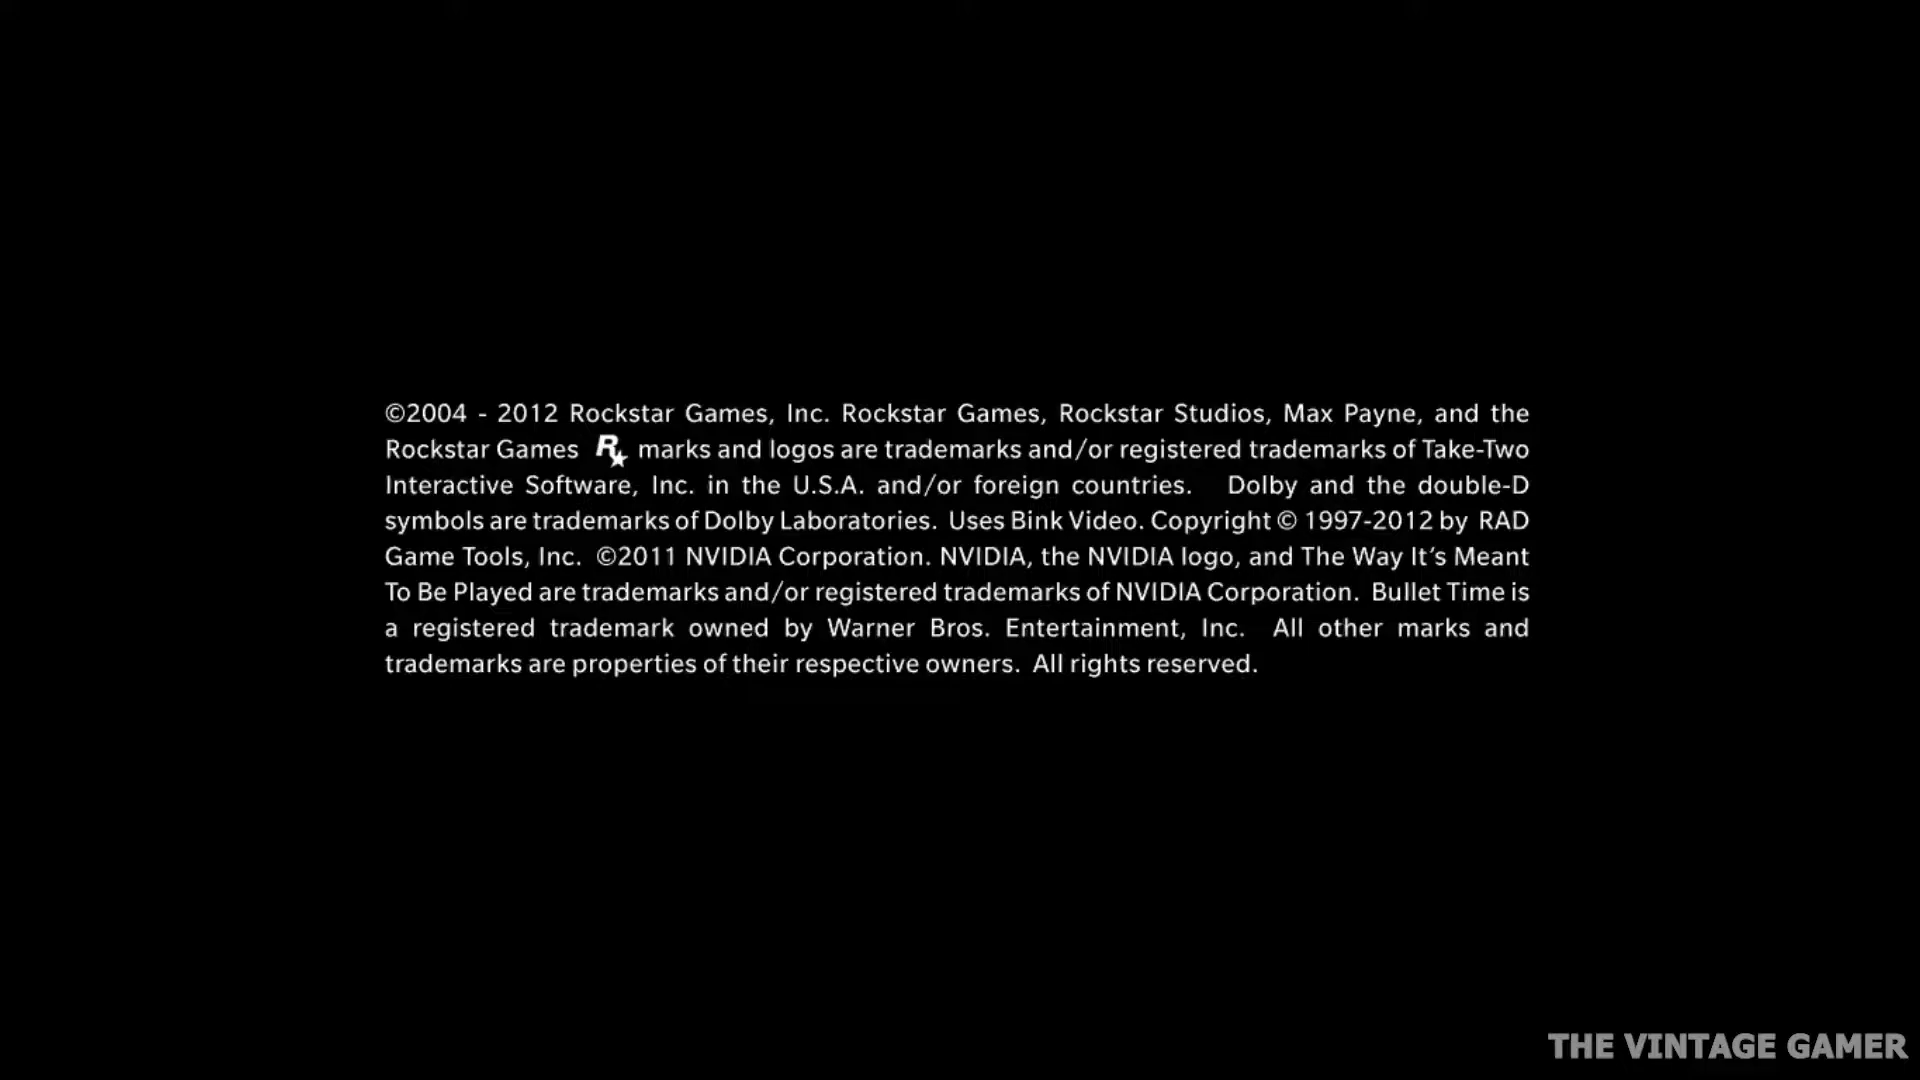 ©2004 - 2012 Rockstar Games, Inc. Rockstar Games, Rockstar Studios, Max Payne, and the
Rockstar Games R★ marks and logos are trademarks and/or registered trademarks of Take-Two
Interactive Software, Inc. in the U.S.A. and/or foreign countries. Dolby and the double-D
symbols are trademarks of Dolby Laboratories. Uses Bink Video. Copyright © 1997-2012 by RAD
Game Tools, Inc. ©2011 NVIDIA Corporation. NVIDIA, the NVIDIA logo, and The Way It's Meant
To Be Played are trademarks and/or registered trademarks of NVIDIA Corporation. Bullet Time is
a registered trademark owned by Warner Bros. Entertainment, Inc. All other marks and
trademarks are properties of their respective owners. All rights reserved.
THE VINTAGE GAMER